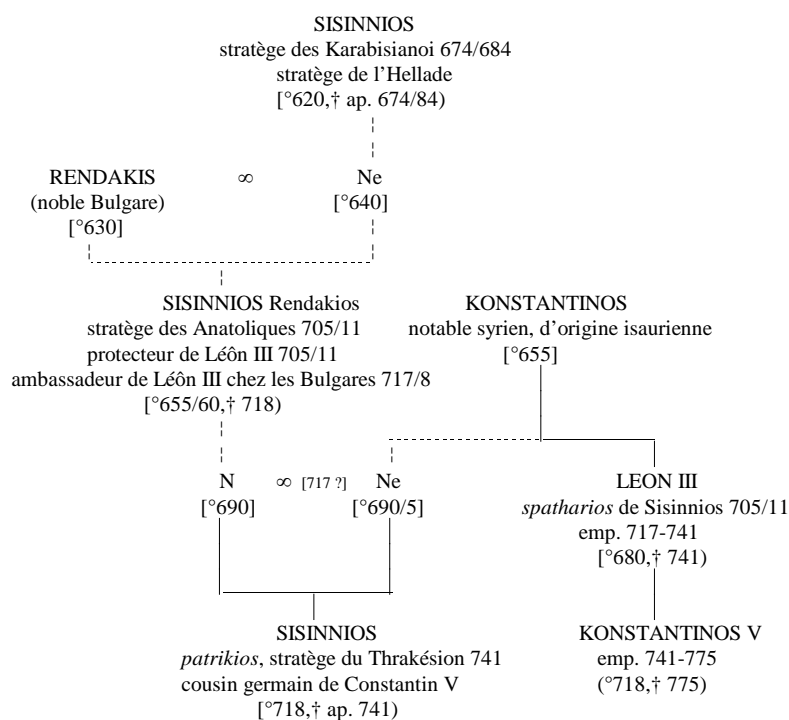 SISINNIOS
stratège des Karabisianoi 674/684
stratège de l’Hellade
[°620,† ap. 674/84)
RENDAKIS ∞ Ne
(noble Bulgare) [°640]
[°630]
SISINNIOS Rendakios
stratège des Anatoliques 705/11
protecteur de Léôn III 705/11
ambassadeur de Léôn III chez les Bulgares 717/8
[°655/60,† 718)
KONSTANTINOS
notable syrien, d’origine isaurienne
[°655]
N ∞ [717 ?] Ne
[°690] [°690/5]
LEON III
spatharios de Sisinnios 705/11
emp. 717-741
[°680,† 741)
SISINNIOS
patrikios, stratège du Thrakésion 741
cousin germain de Constantin V
[°718,† ap. 741)
KONSTANTINOS V
emp. 741-775
(°718,† 775)